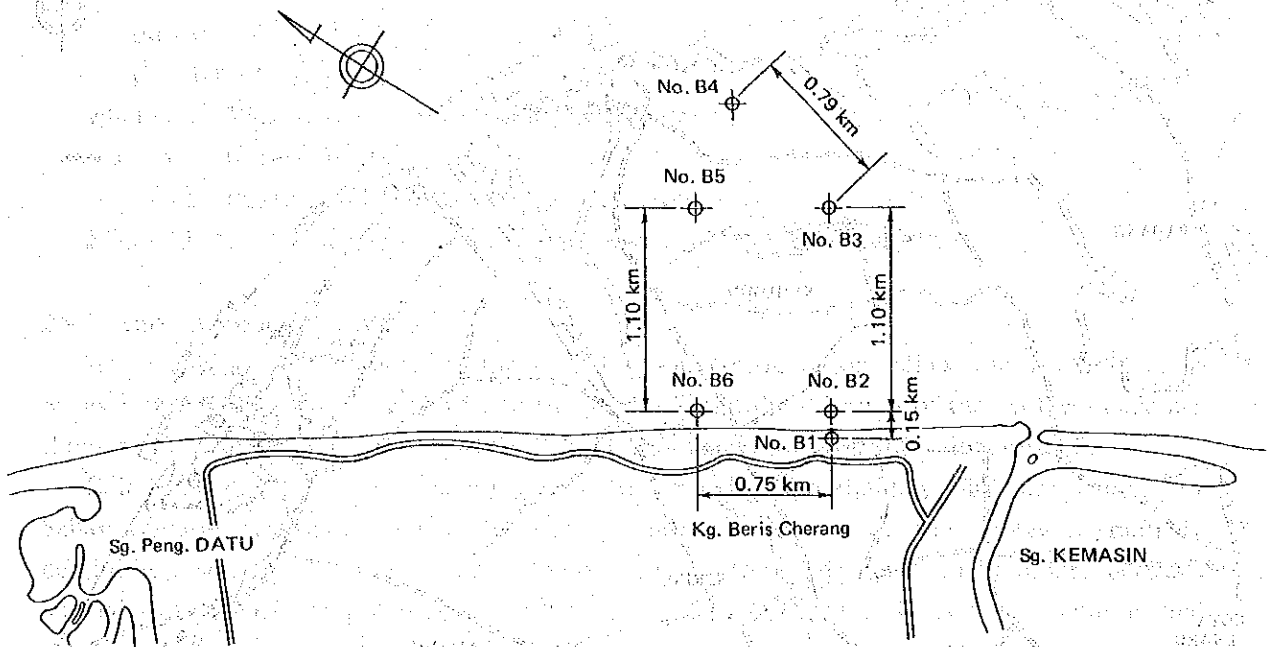 No. B4
0.79 km
No. B5
No. B3
1.10 km
1.10 km
No. B6
No. B2
0.15 km
No. B1
0.75 km
Kg. Beris Cherang
Sg. Peng. DATU
Sg. KEMASIN